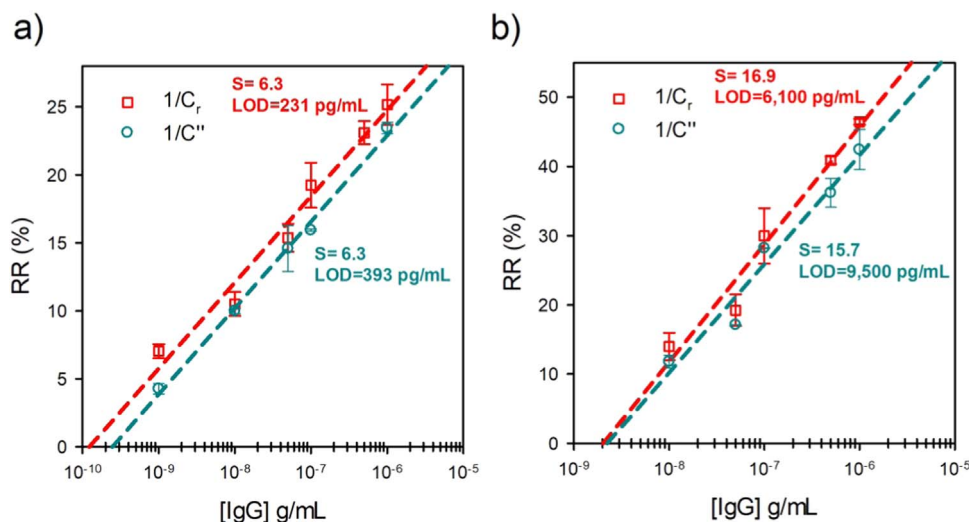 a)
S= 6.3
LOD=231 pg/mL
1/Cr
1/C"
S= 6.3
LOD=393 pg/mL
RR (%)
25
20
15
10
5
0
10-10
10-9
10-8
10-7
10-6
10-5
[IgG] g/mL
b)
S= 16.9
LOD=6,100 pg/mL
1/Cr
1/C"
S= 15.7
LOD=9,500 pg/mL
RR (%)
50
40
30
20
10
0
10-9
10-8
10-7
10-6
10-5
[IgG] g/mL